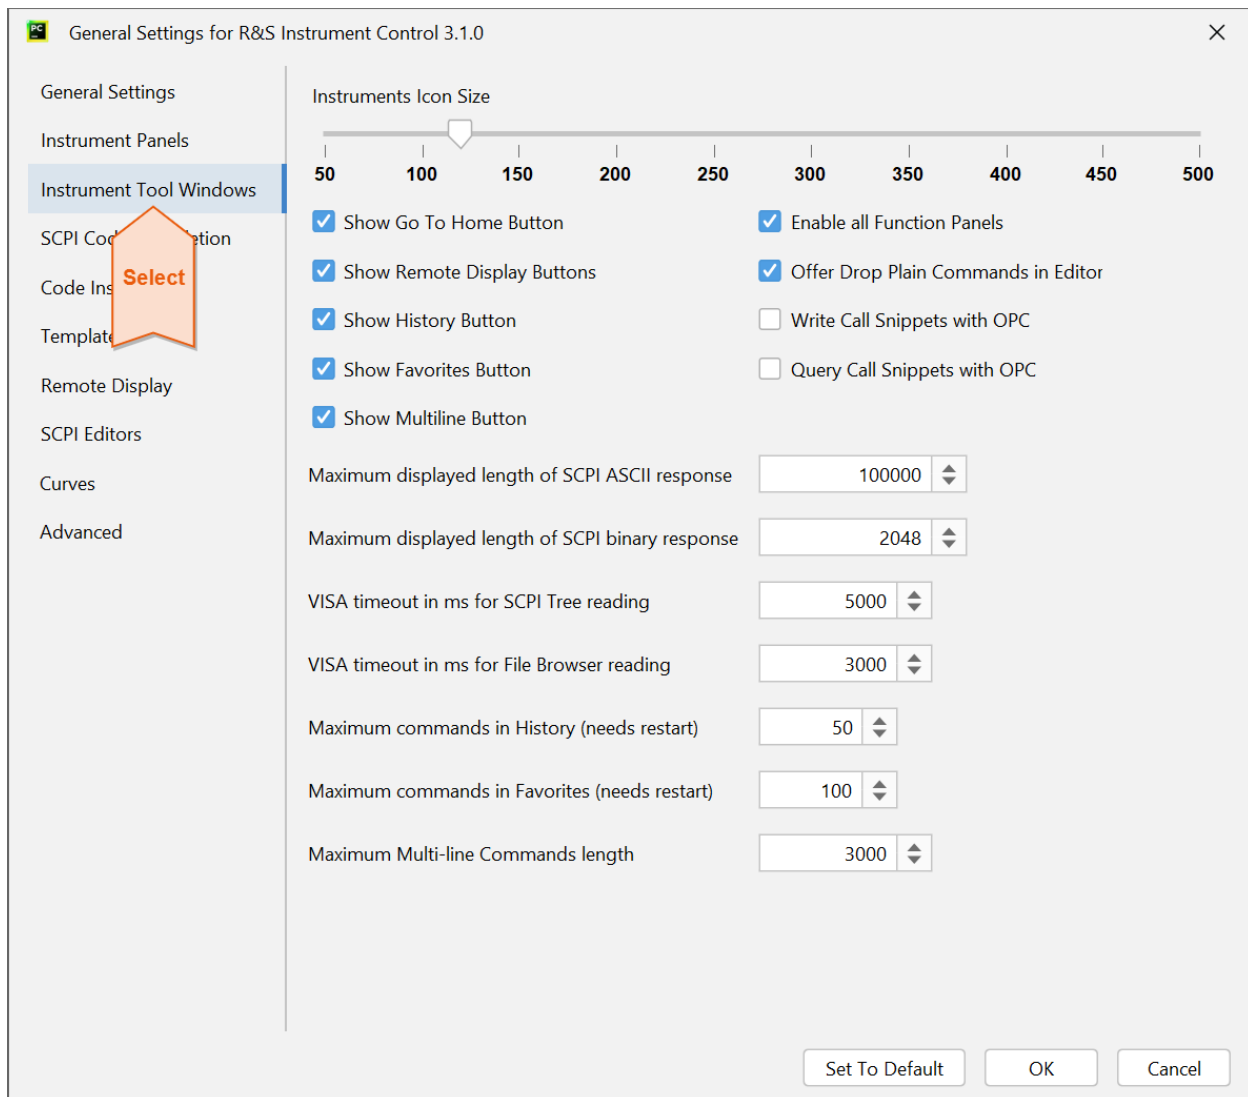 PC
General Settings for R&S Instrument Control 3.1.0
General Settings
Instrument Panels
Instrument Tool Windows
SCPI Co etion
Select
Code Ins
Template
Remote Display
SCPI Editors
Curves
Advanced
Instruments Icon Size
50 100 150 200 250 300 350 400 450 500
Show Go To Home Button
Enable all Function Panels
Show Remote Display Buttons
Offer Drop Plain Commands in Editor
Show History Button
Write Call Snippets with OPC
Show Favorites Button
Query Call Snippets with OPC
Show Multiline Button
Maximum displayed length of SCPI ASCII response 100000
Maximum displayed length of SCPI binary response 2048
VISA timeout in ms for SCPI Tree reading 5000
VISA timeout in ms for File Browser reading 3000
Maximum commands in History (needs restart) 50
Maximum commands in Favorites (needs restart) 100
Maximum Multi-line Commands length 3000
Set To Default OK Cancel